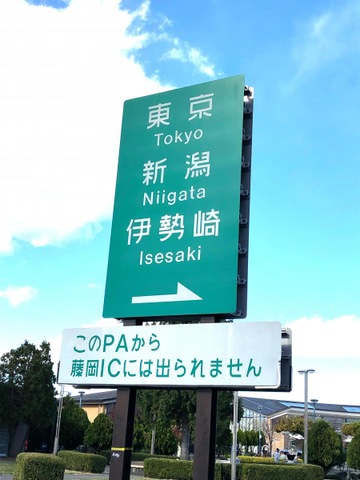 東京
Tokyo
新潟
Niigata
伊勢崎
Isesaki
このPAから
藤岡ICには出られません